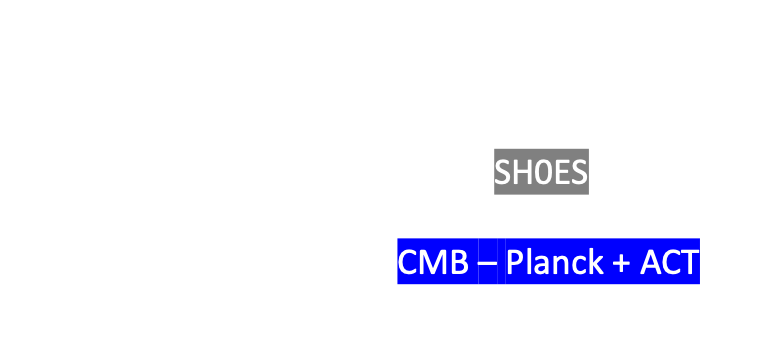 SH0ES
CMB – Planck + ACT